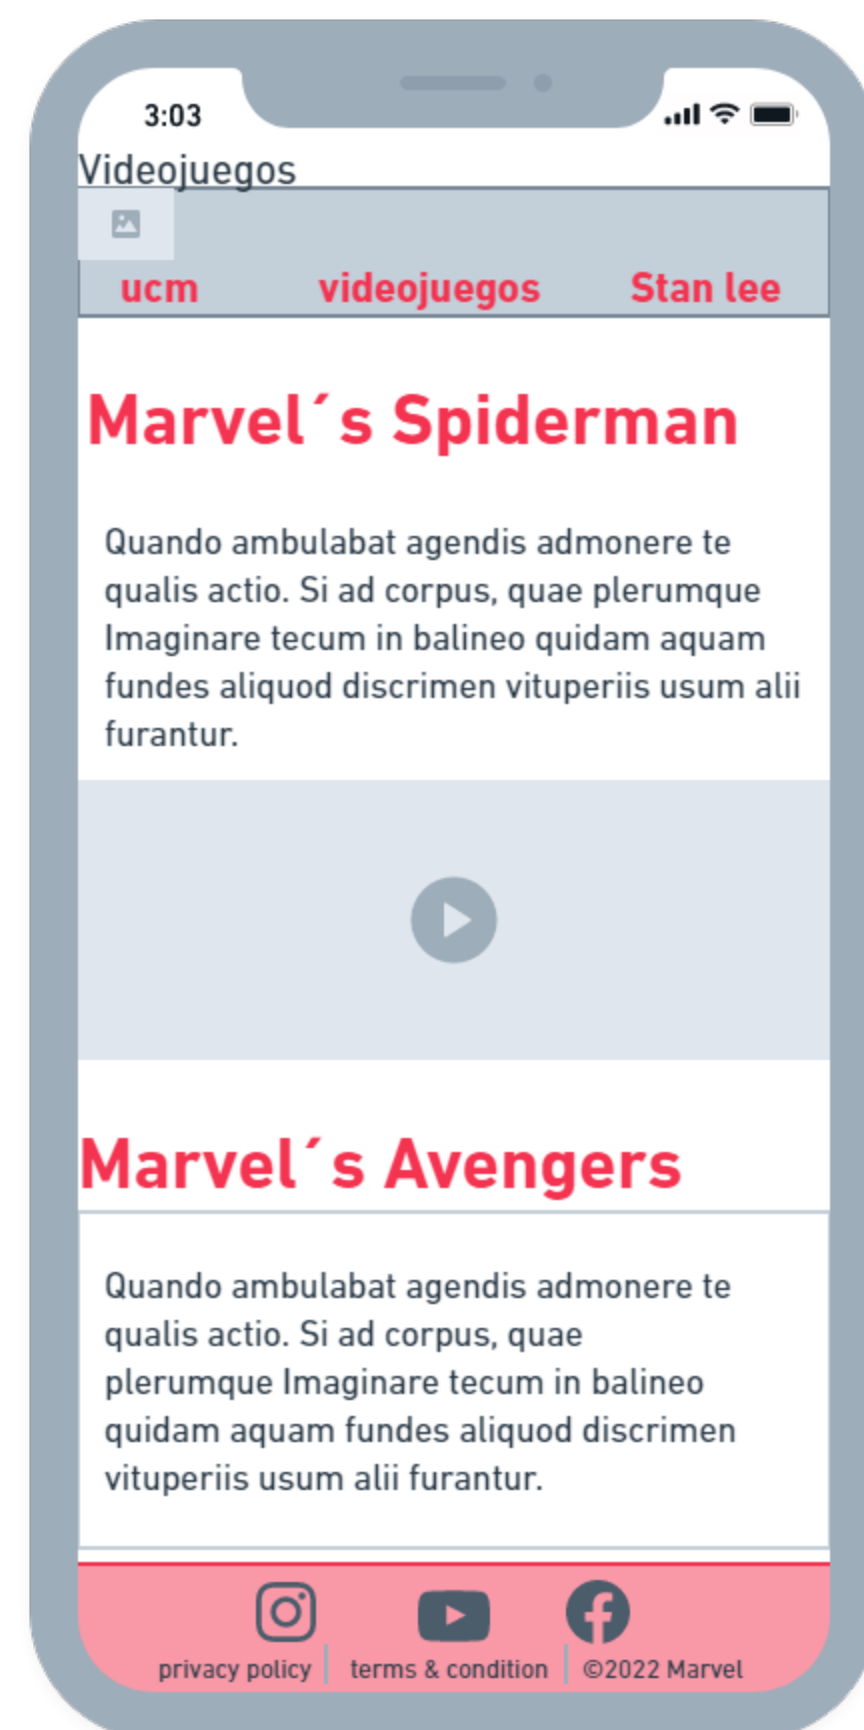 3:03
Videojuegos
ucm videojuegos Stan lee
Marvel´s Spiderman
Quando ambulabat agendis admonere te
qualis actio. Si ad corpus, quae plerumque
Imaginare tecum in balineo quidam aquam
fundes aliquod discrimen vituperiis usum alii
furantur.
Marvel´s Avengers
Quando ambulabat agendis admonere te
qualis actio. Si ad corpus, quae
plerumque Imaginare tecum in balineo
quidam aquam fundes aliquod discrimen
vituperiis usum alii furantur.
privacy policy terms & condition ©2022 Marvel